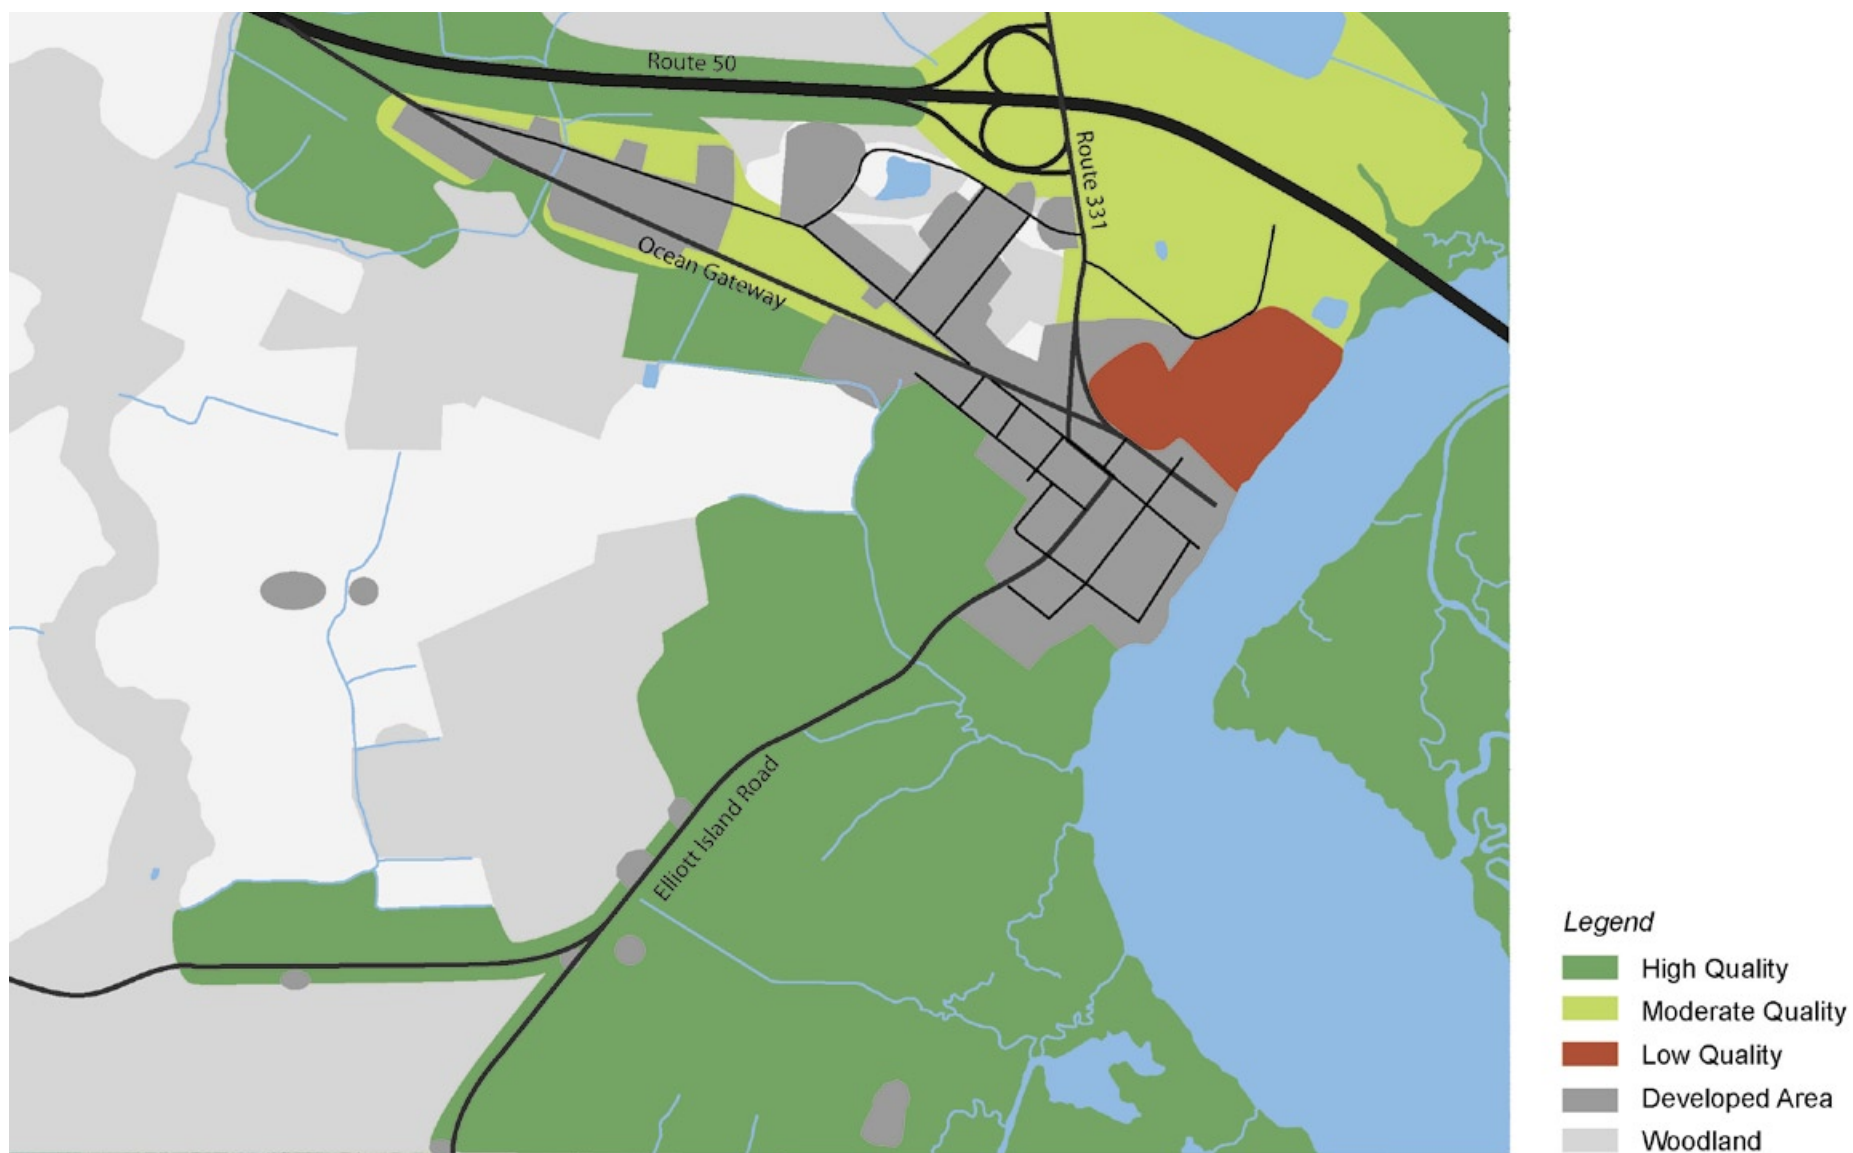 Route 50
Route 331
Ocean Gateway
Elliott Island Road
Legend
High Quality
Moderate Quality
Low Quality
Developed Area
Woodland